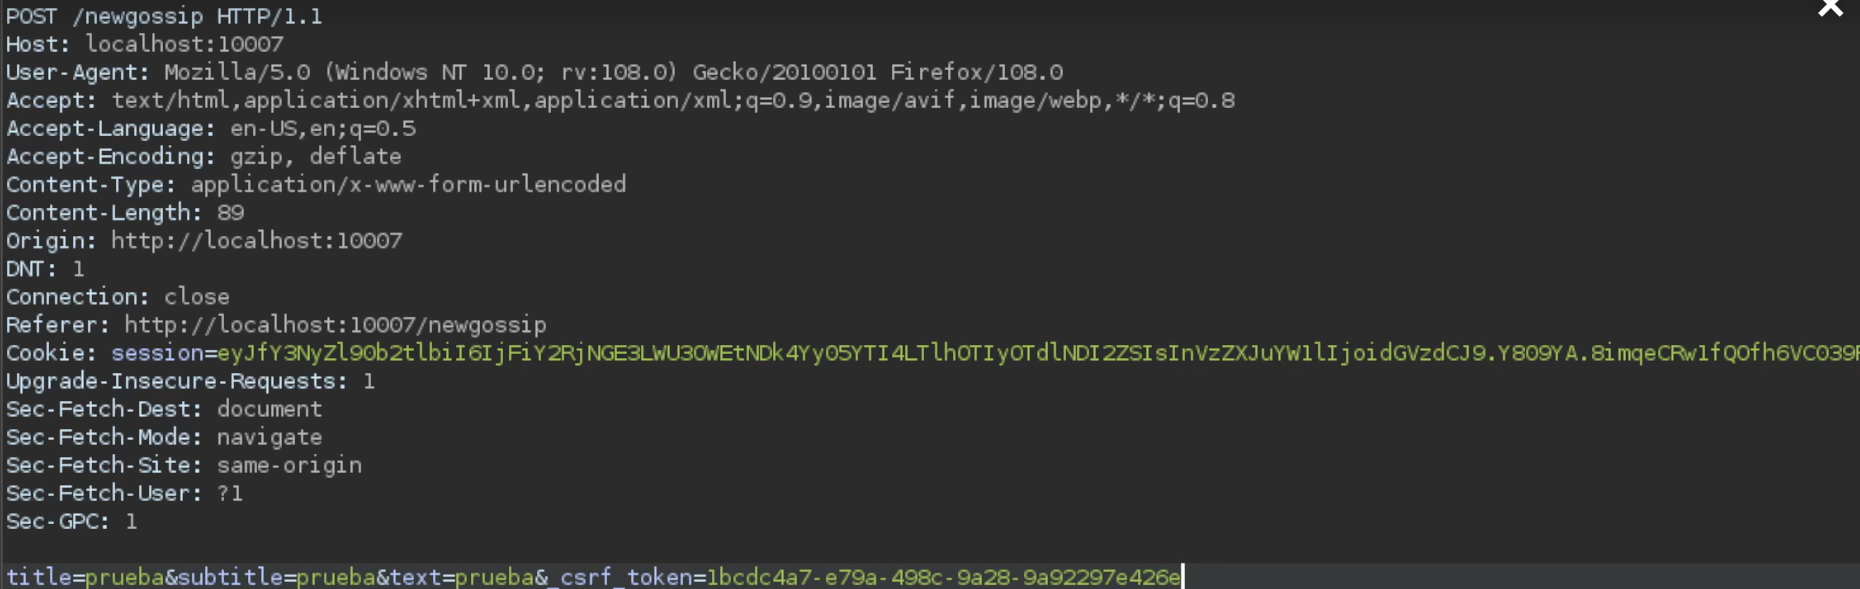 POST /newgossip HTTP/1.1
Host: localhost:10007
User-Agent: Mozilla/5.0 (Windows NT 10.0; rv:108.0) Gecko/20100101 Firefox/108.0
Accept: text/html,application/xhtml+xml,application/xml;q=0.9,image/avif,image/webp,*/*;q=0.8
Accept-Language: en-US,en;q=0.5
Accept-Encoding: gzip, deflate
Content-Type: application/x-www-form-urlencoded
Content-Length: 89
Origin: http://localhost:10007
DNT: 1
Connection: close
Referer: http://localhost:10007/newgossip
Cookie: session=eyJfY3NyZl90b2tlbiI6IjFiY2RjNGE3LWU3OWEtNDk4Yy05YTI4LTlhOTIyOTdlNDI2ZSIsInVzZXJuYW1lIjoidGVzdCJ9.Y809YA.8imqeCRw1fQOfh6VC039
Upgrade-Insecure-Requests: 1
Sec-Fetch-Dest: document
Sec-Fetch-Mode: navigate
Sec-Fetch-Site: same-origin
Sec-Fetch-User: ?1
Sec-GPC: 1
title=prueba&subtitle=prueba&text=prueba&_csrf_token=1bcdc4a7-e79a-498c-9a28-9a92297e426e